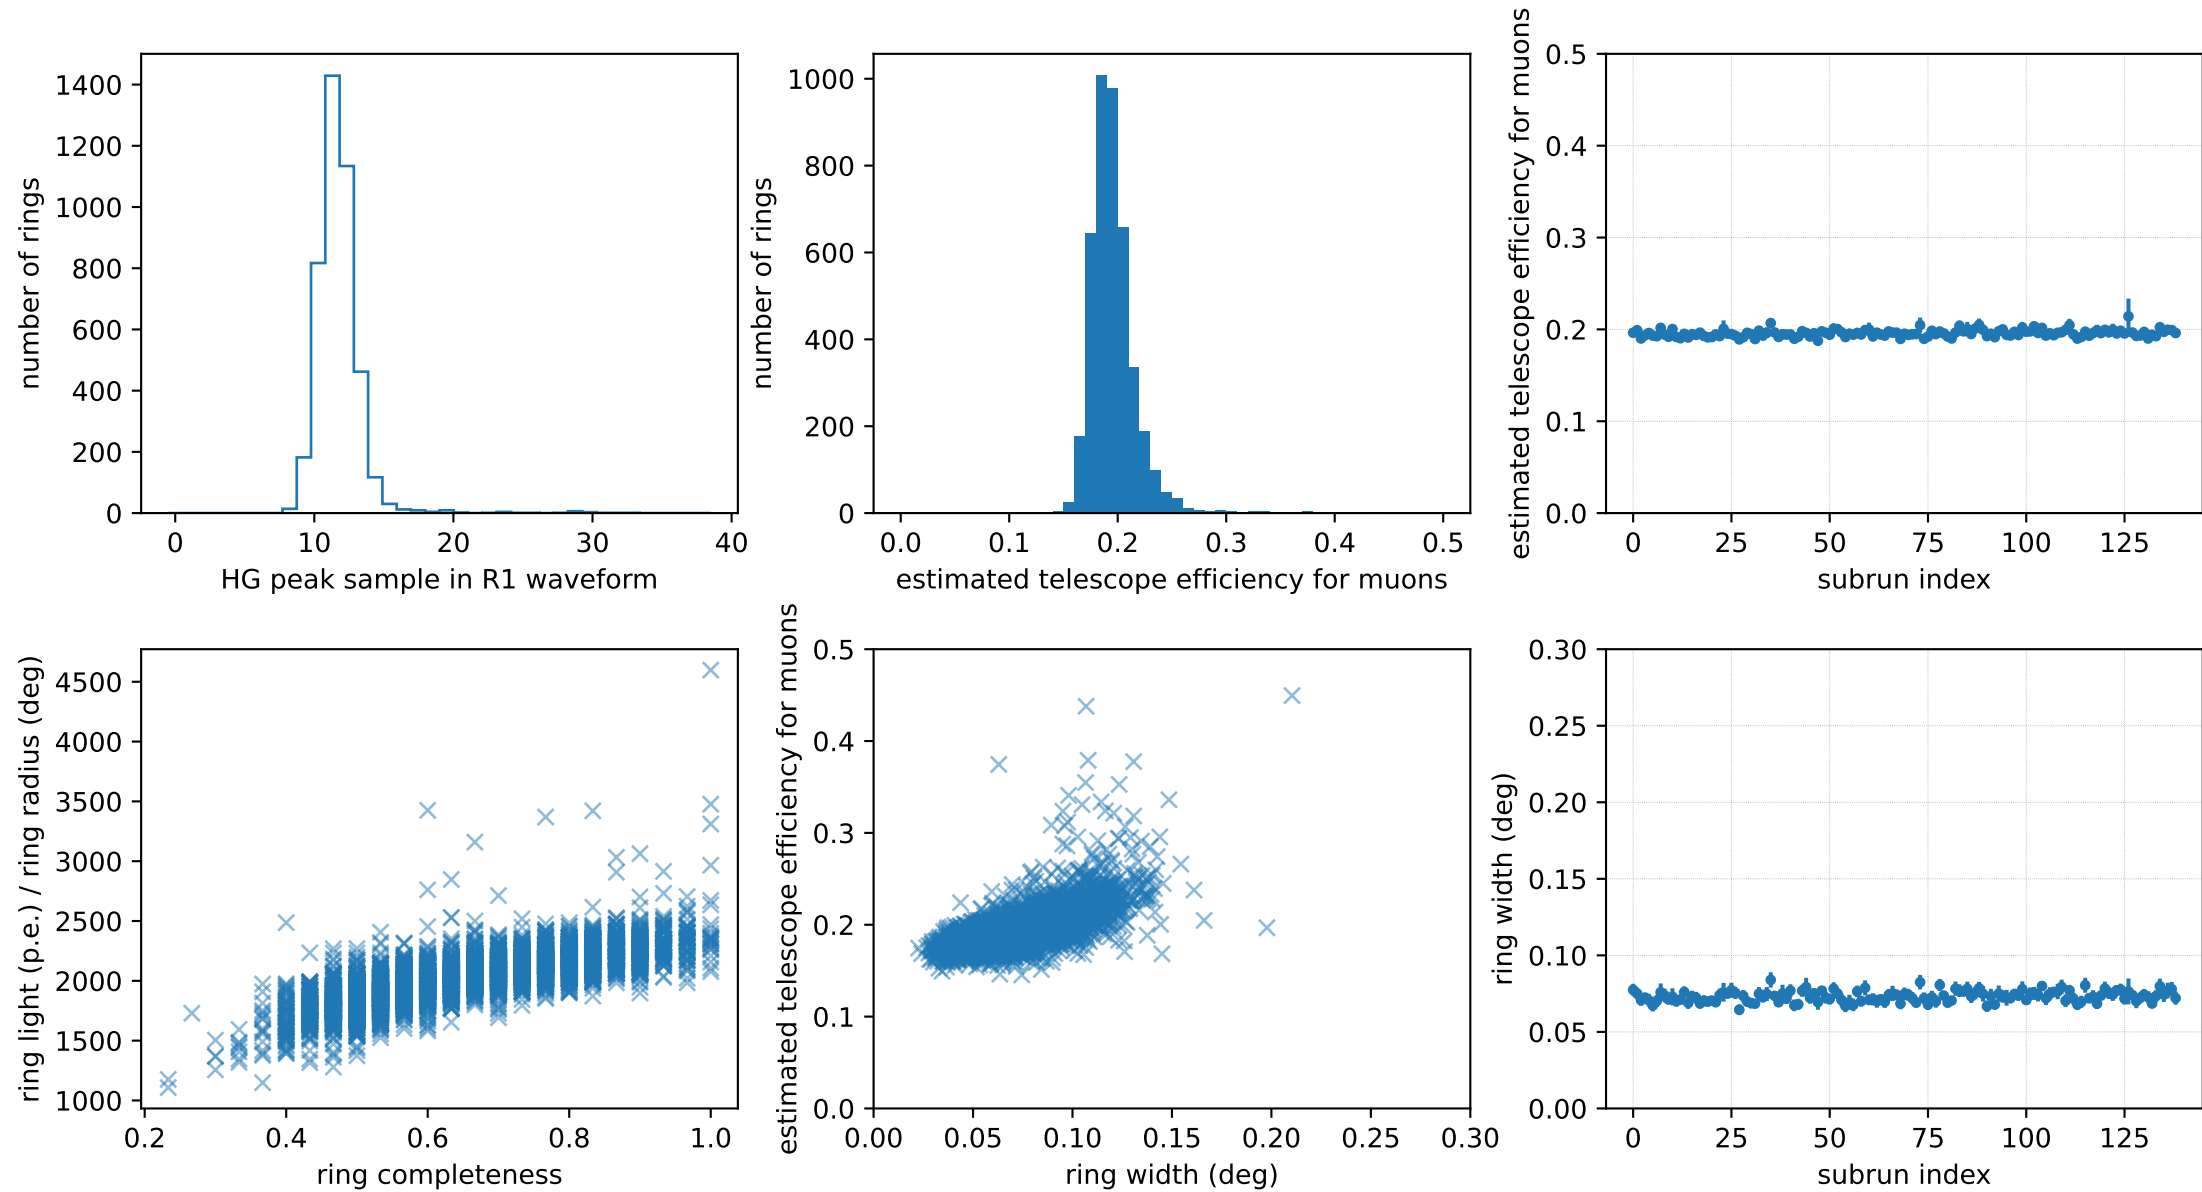 1400
1200
1000
800
600
400
200
0
number of rings
0 10 20 30 40
HG peak sample in R1 waveform
1000
800
600
400
200
0
number of rings
0.0 0.1 0.2 0.3 0.4 0.5
estimated telescope efficiency for muons
0.5
0.4
0.3
0.2
0.1
0.0
estimated telescope efficiency for muons
0 25 50 75 100 125
subrun index
4500
4000
3500
3000
2500
2000
1500
1000
ring light (p.e.) / ring radius (deg)
0.2 0.4 0.6 0.8 1.0
ring completeness
0.5
0.4
0.3
0.2
0.1
0.0
estimated telescope efficiency for muons
0.00 0.05 0.10 0.15 0.20 0.25 0.30
ring width (deg)
0.30
0.25
0.20
0.15
0.10
0.05
0.00
ring width (deg)
0 25 50 75 100 125
subrun index